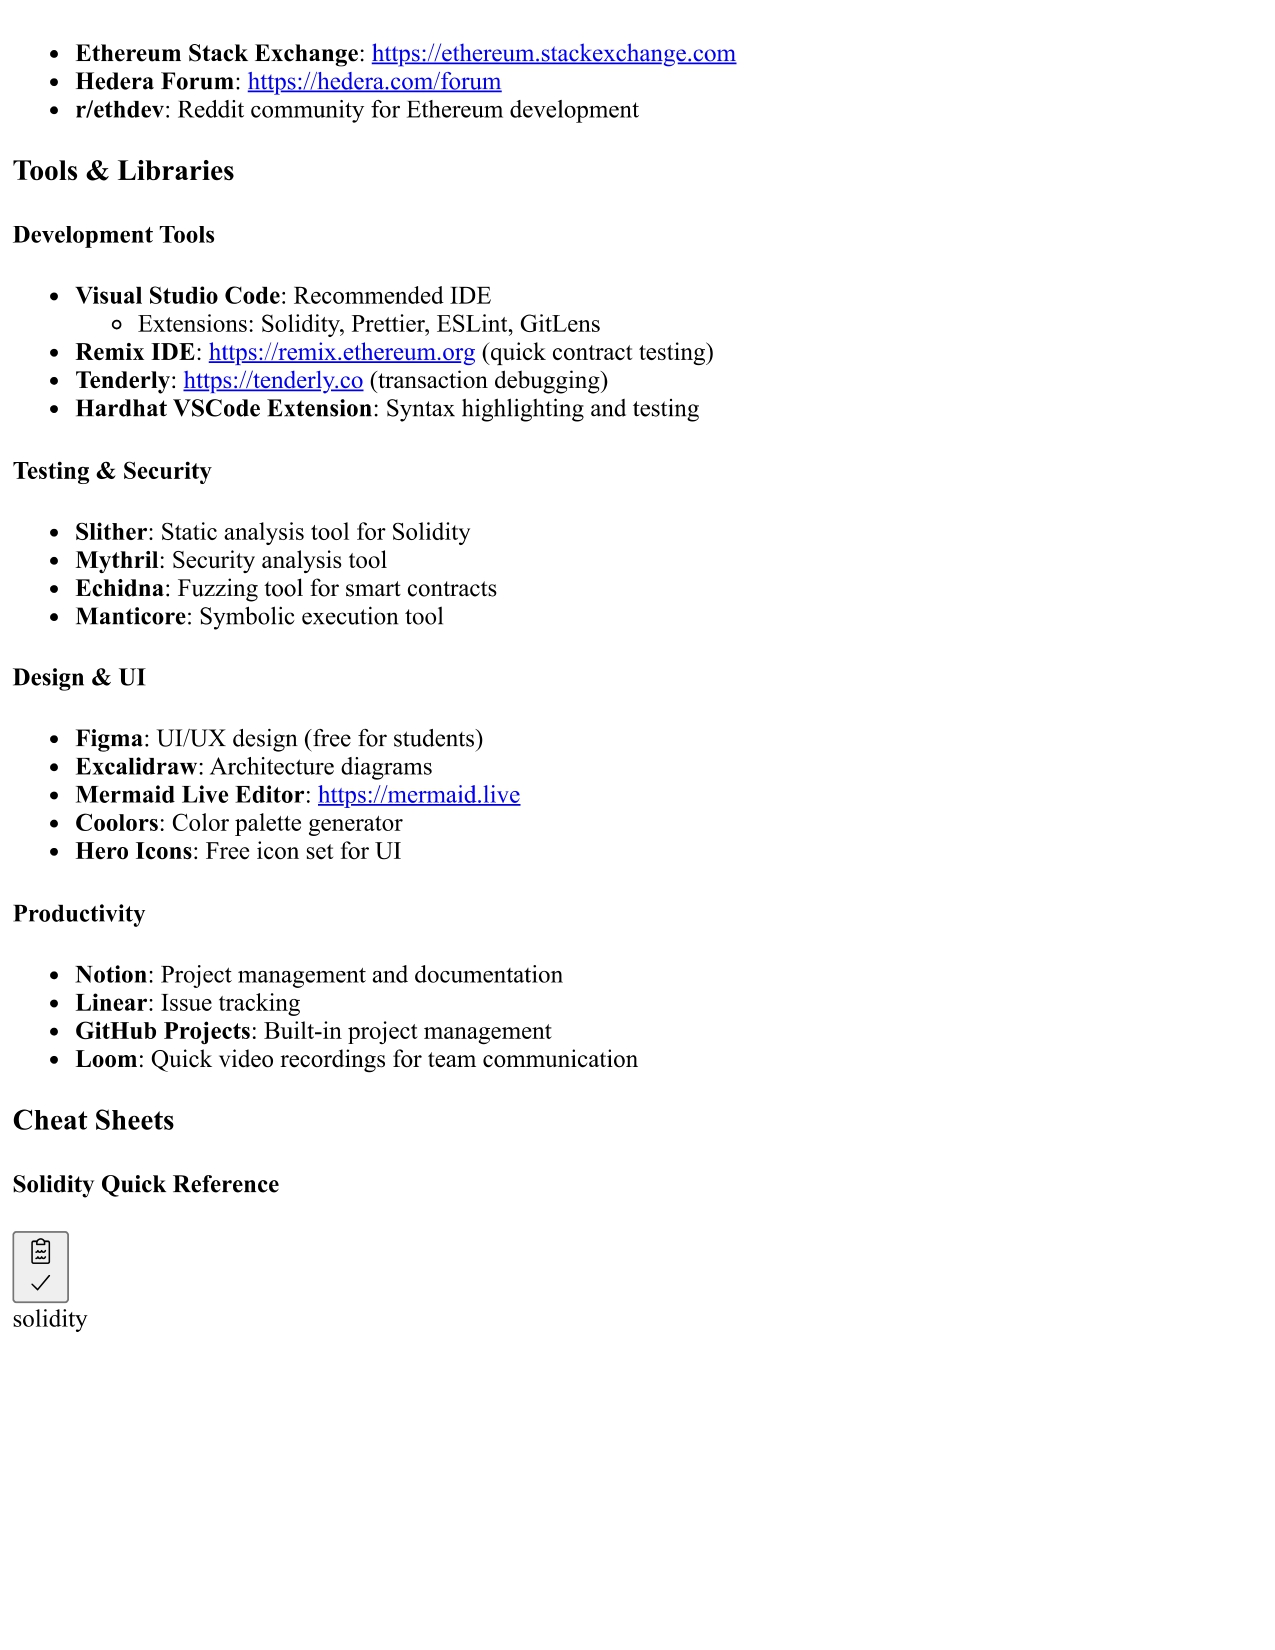 Ethereum Stack Exchange: https://ethereum.stackexchange.com
Hedera Forum: https://hedera.com/forum
r/ethdev: Reddit community for Ethereum development
Tools & Libraries
Development Tools
Visual Studio Code: Recommended IDE
Extensions: Solidity, Prettier, ESLint, GitLens
Remix IDE: https://remix.ethereum.org (quick contract testing)
Tenderly: https://tenderly.co (transaction debugging)
Hardhat VSCode Extension: Syntax highlighting and testing
Testing & Security
Slither: Static analysis tool for Solidity
Mythril: Security analysis tool
Echidna: Fuzzing tool for smart contracts
Manticore: Symbolic execution tool
Design & UI
Figma: UI/UX design (free for students)
Excalidraw: Architecture diagrams
Mermaid Live Editor: https://mermaid.live
Coolors: Color palette generator
Hero Icons: Free icon set for UI
Productivity
Notion: Project management and documentation
Linear: Issue tracking
GitHub Projects: Built-in project management
Loom: Quick video recordings for team communication
Cheat Sheets
Solidity Quick Reference
solidity